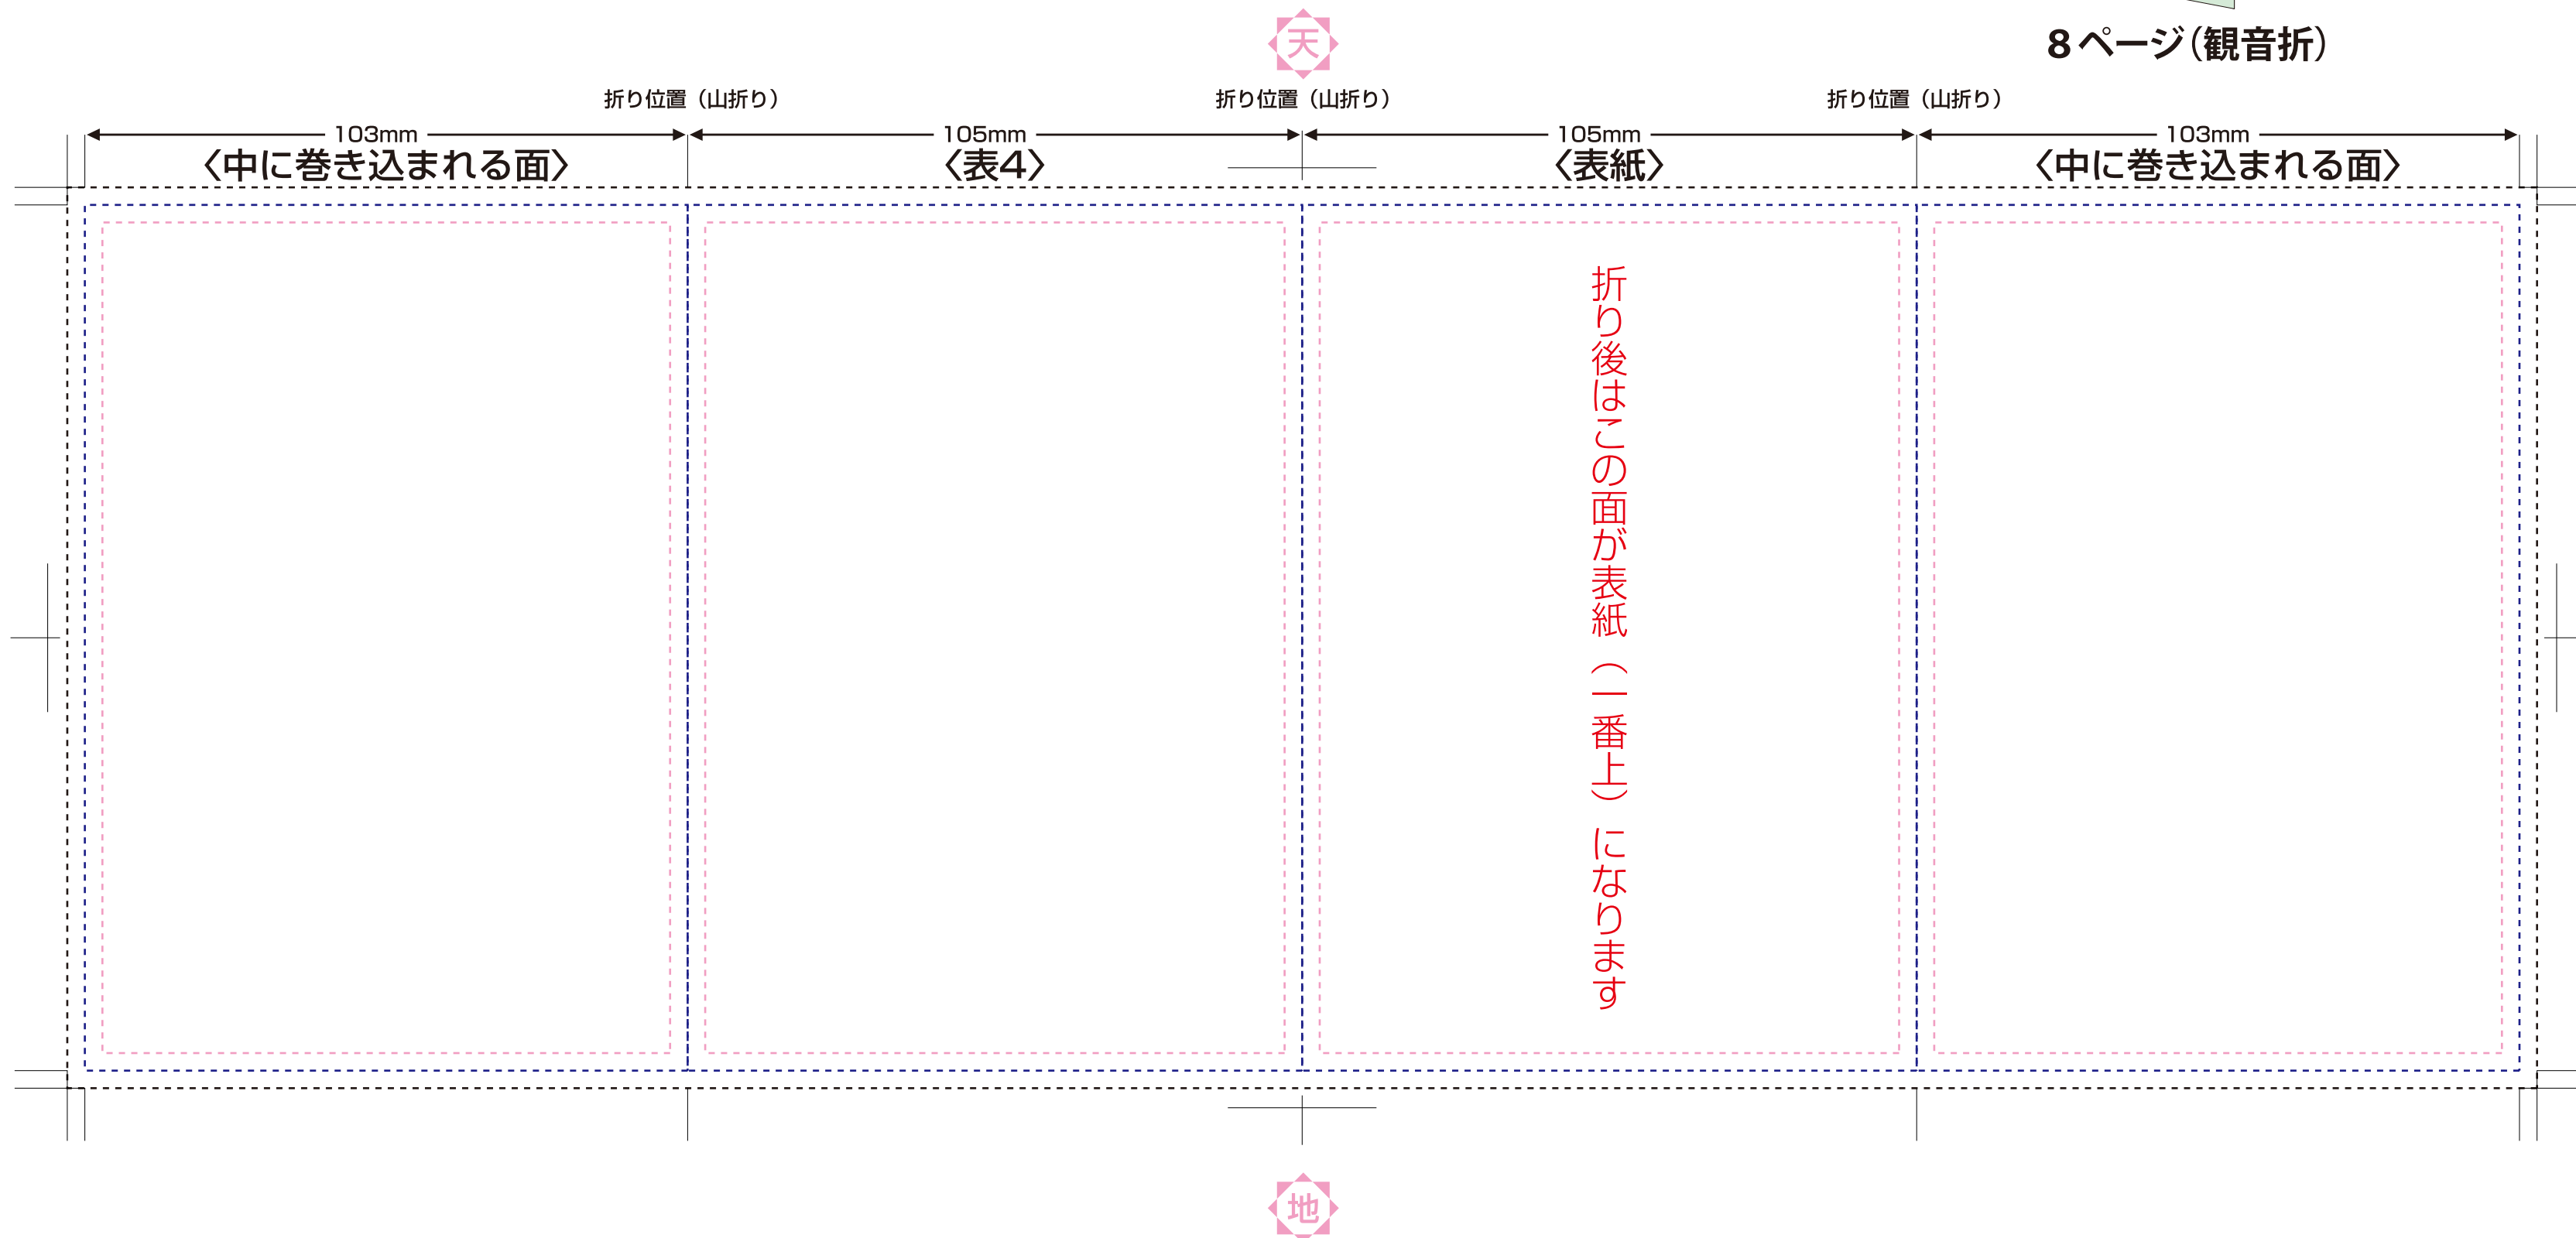 天
8ページ(観音折)
折り位置（山折り）
折り位置（山折り）
折り位置（山折り）
103mm
105mm
105mm
103mm
〈中に巻き込まれる面〉
〈表4〉
〈表紙〉
〈中に巻き込まれる面〉
折り後はこの面が表紙（一番上）になります
地